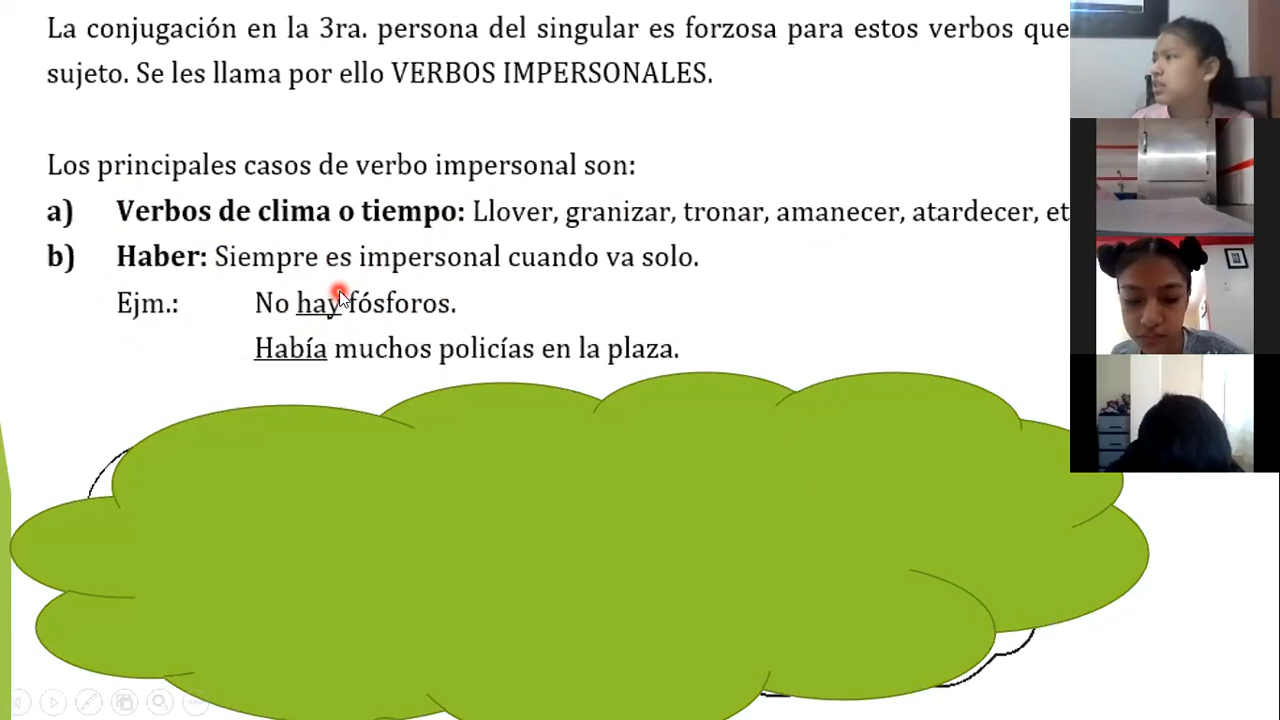 La conjugación en la 3ra. persona del singular es forzosa para estos verbos que
sujeto. Se les llama por ello VERBOS IMPERSONALES.
Los principales casos de verbo impersonal son:
a) Verbos de clima o tiempo: Llover, granizar, tronar, amanecer, atardecer, et
b) Haber: Siempre es impersonal cuando va solo.
Ejm.: No hay fósforos.
Había muchos policías en la plaza.